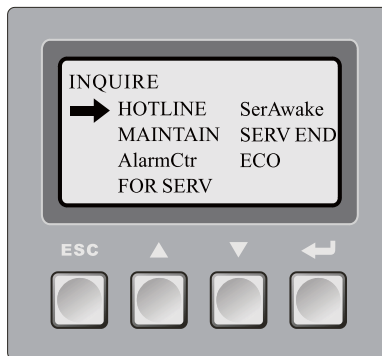 INQUIRE
HOTLINE SerAwake
MAINTAIN SERV END
AlarmCtr ECO
FOR SERV
ESC